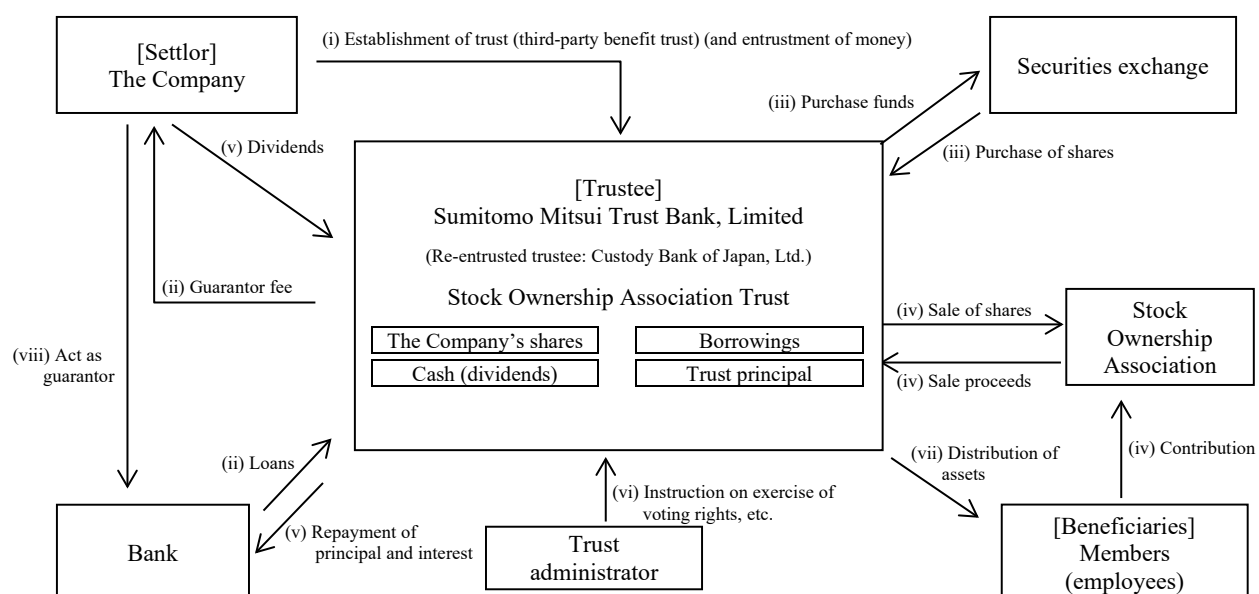 [Settlor]
The Company
(i) Establishment of trust (third-party benefit trust) (and entrustment of money)
Securities exchange
(iii) Purchase funds
(iii) Purchase of shares
(v) Dividends
[Trustee]
Sumitomo Mitsui Trust Bank, Limited
(Re-entrusted trustee: Custody Bank of Japan, Ltd.)
(ii) Guarantor fee
Stock Ownership Association Trust
The Company's shares
Borrowings
Cash (dividends)
Trust principal
(iv) Sale of shares
(iv) Sale proceeds
Stock
Ownership
Association
(viii) Act as
guarantor
(ii) Loans
(v) Repayment of
principal and interest
(vi) Instruction on exercise of
voting rights, etc.
(vii) Distribution of
assets
(iv) Contribution
Bank
Trust
administrator
[Beneficiaries]
Members
(employees)